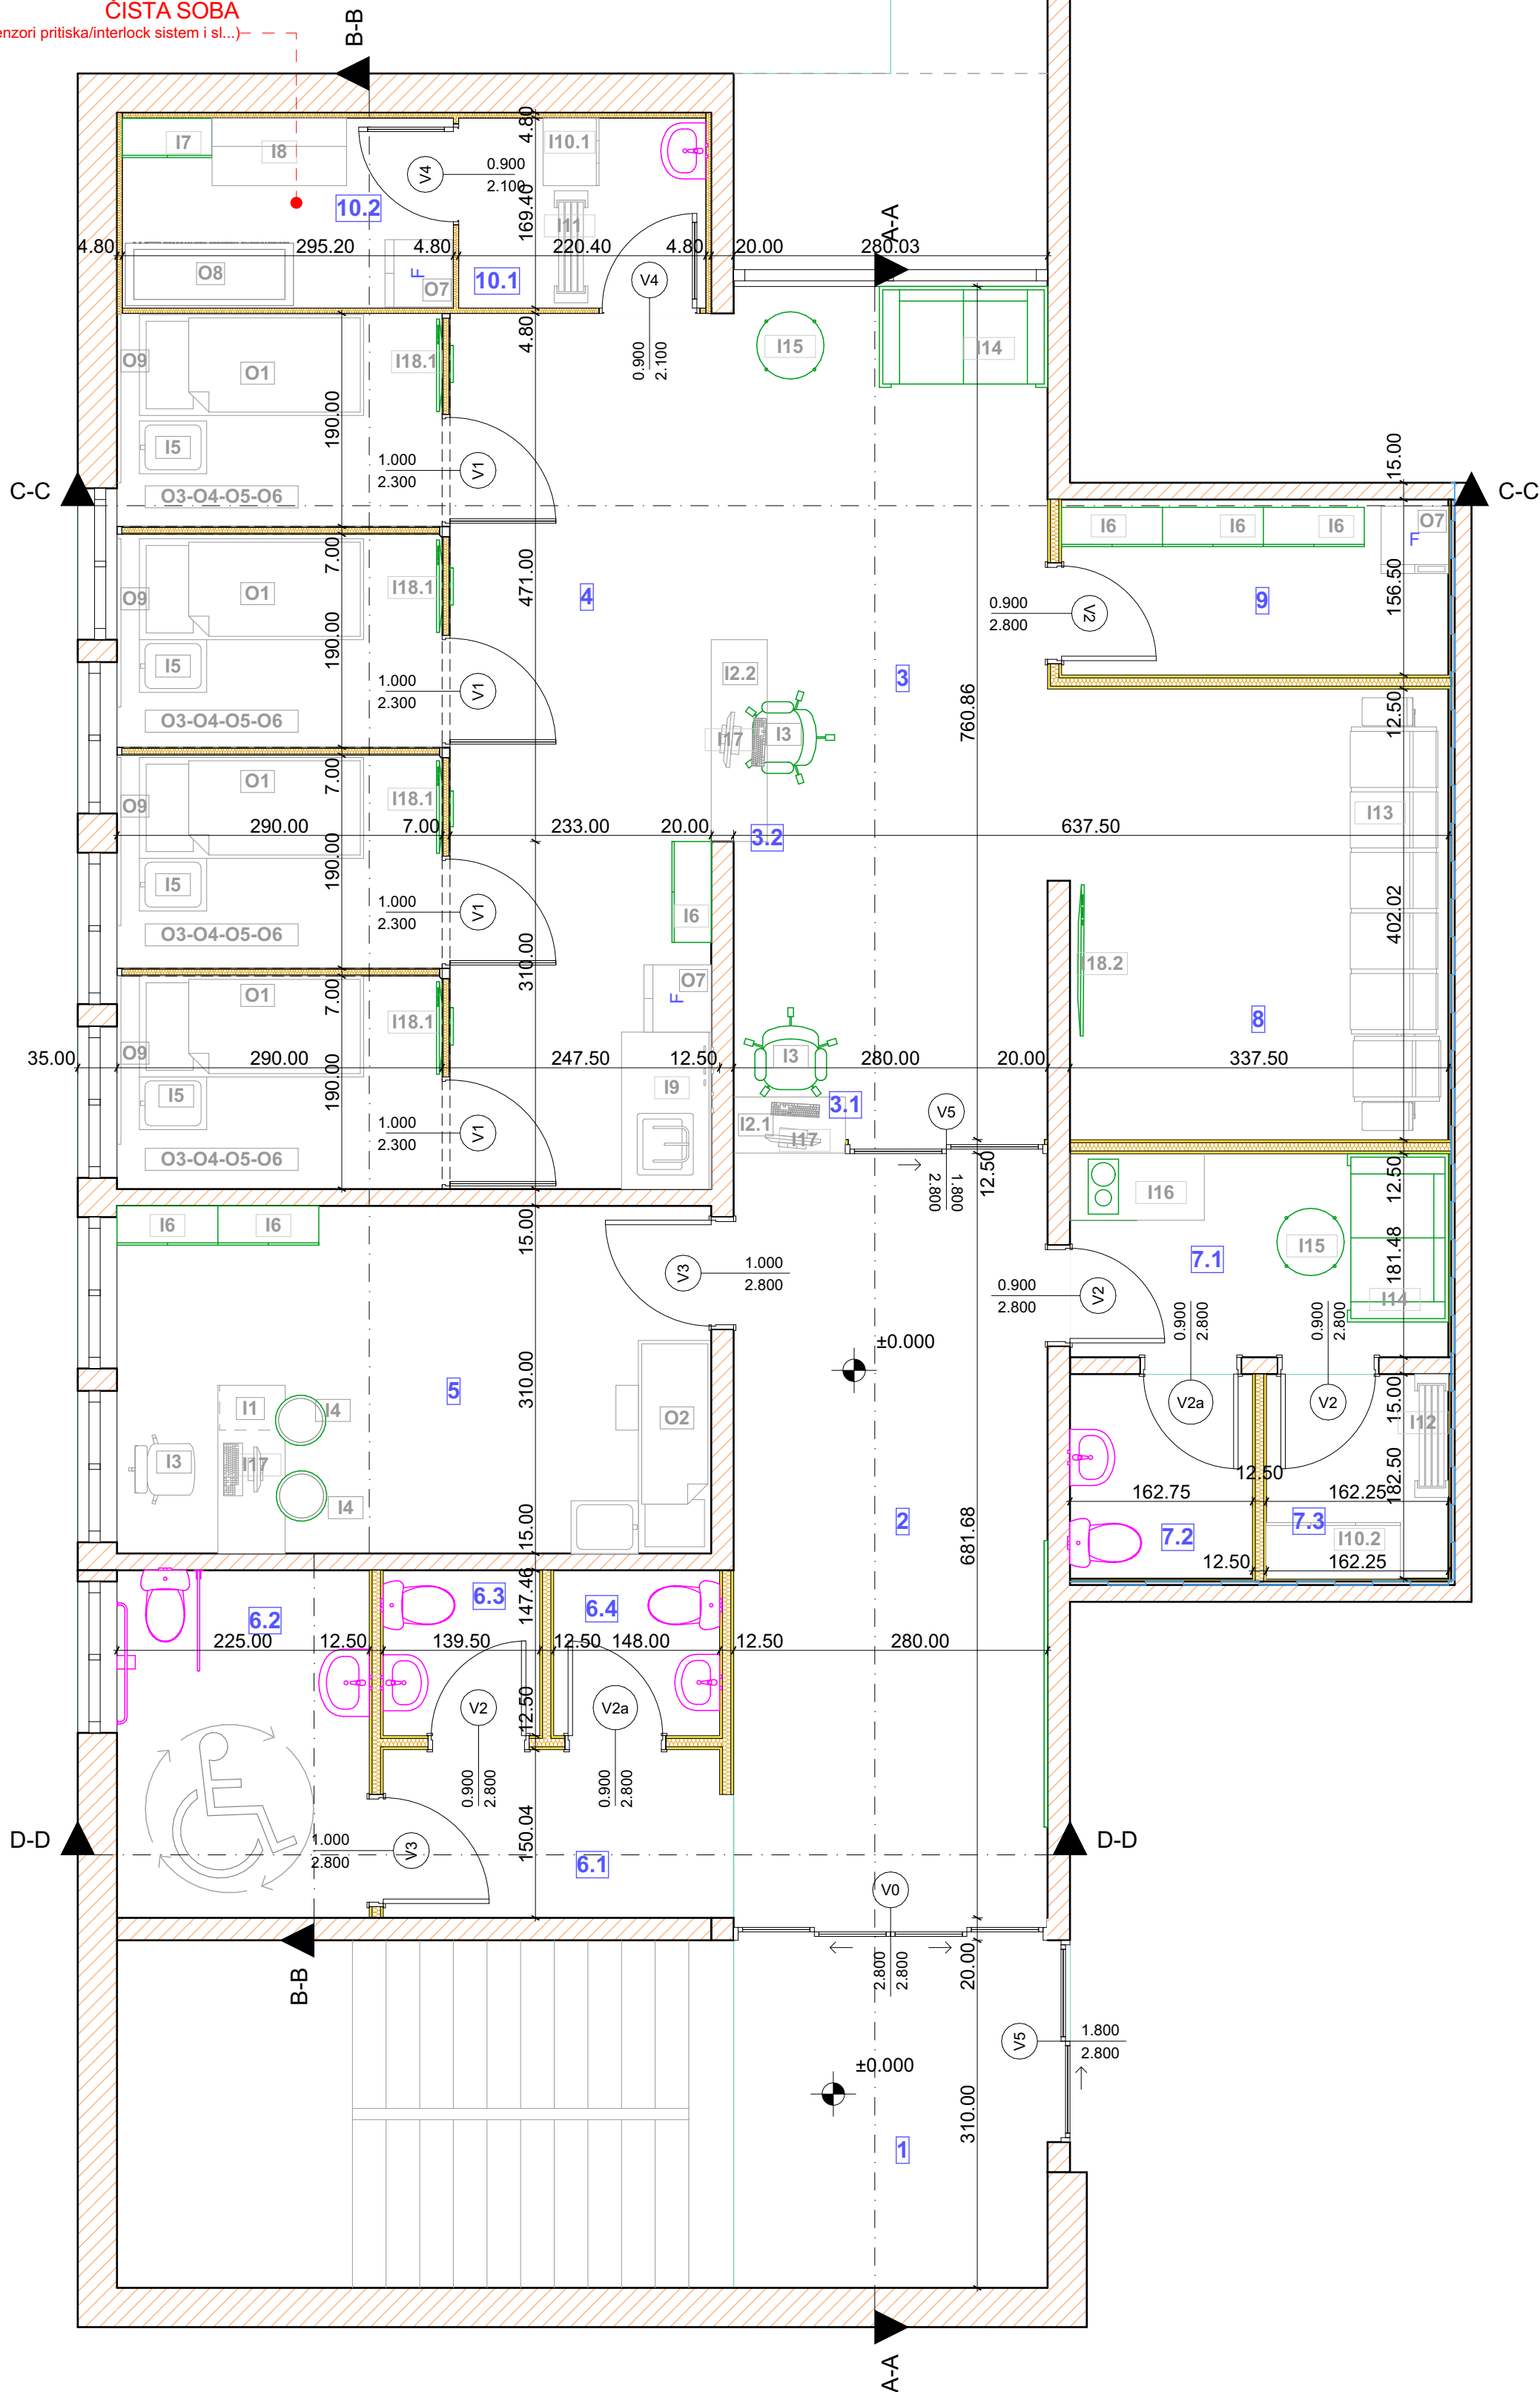 ČISTA SOBA
enzori pritiska/interlock sistem i sl...)
B-B
I7
I8
V4
0.900
2.100
4.80
I10.1
10.2
169.40
I11
A-A
4.80
295.20
4.80
220.40
4.80
20.00
280.03
O8
F
O7
10.1
V4
0.900
2.100
4.80
I15
I14
O9
O1
I18.1
190.00
I5
1.000
2.300
V1
O3-O4-O5-O6
C-C
15.00
C-C
I6
I6
I6
O7
F
7.00
471.00
O9
O1
I18.1
4
156.50
9
0.900
2.800
V2
190.00
I5
1.000
2.300
V1
I2.2
3
760.86
O3-O4-O5-O6
12.50
I17
I3
7.00
O9
O1
I18.1
I13
290.00
7.00
233.00
20.00
3.2
637.50
190.00
I5
1.000
2.300
V1
I6
402.02
O3-O4-O5-O6
310.00
I18.2
7.00
O1
I18.1
O7
F
8
35.00
O9
290.00
247.50
12.50
I3
280.00
20.00
337.50
190.00
I5
I9
3.1
V5
I2.1
I17
1.000
2.300
V1
O3-O4-O5-O6
12.50
1.800
2.800
12.50
I16
I6
I6
15.00
I15
7.1
181.48
V3
1.000
2.800
0.900
2.800
V2
I14
0.900
2.800
0.900
2.800
±0.000
310.00
5
I1
I4
O2
V2a
V2
15.00
I12
I3
I17
12.50
182.50
I4
162.75
162.25
2
681.68
7.2
7.3
I10.2
15.00
12.50
162.25
147.46
6.2
6.3
6.4
225.00
12.50
139.50
12.50
148.00
12.50
280.00
12.50
V2
V2a
0.900
2.800
0.900
2.800
150.04
D-D
1.000
2.800
V3
6.1
D-D
V0
B-B
2.800
2.800
20.00
V5
1.800
2.800
±0.000
310.00
1
A-A